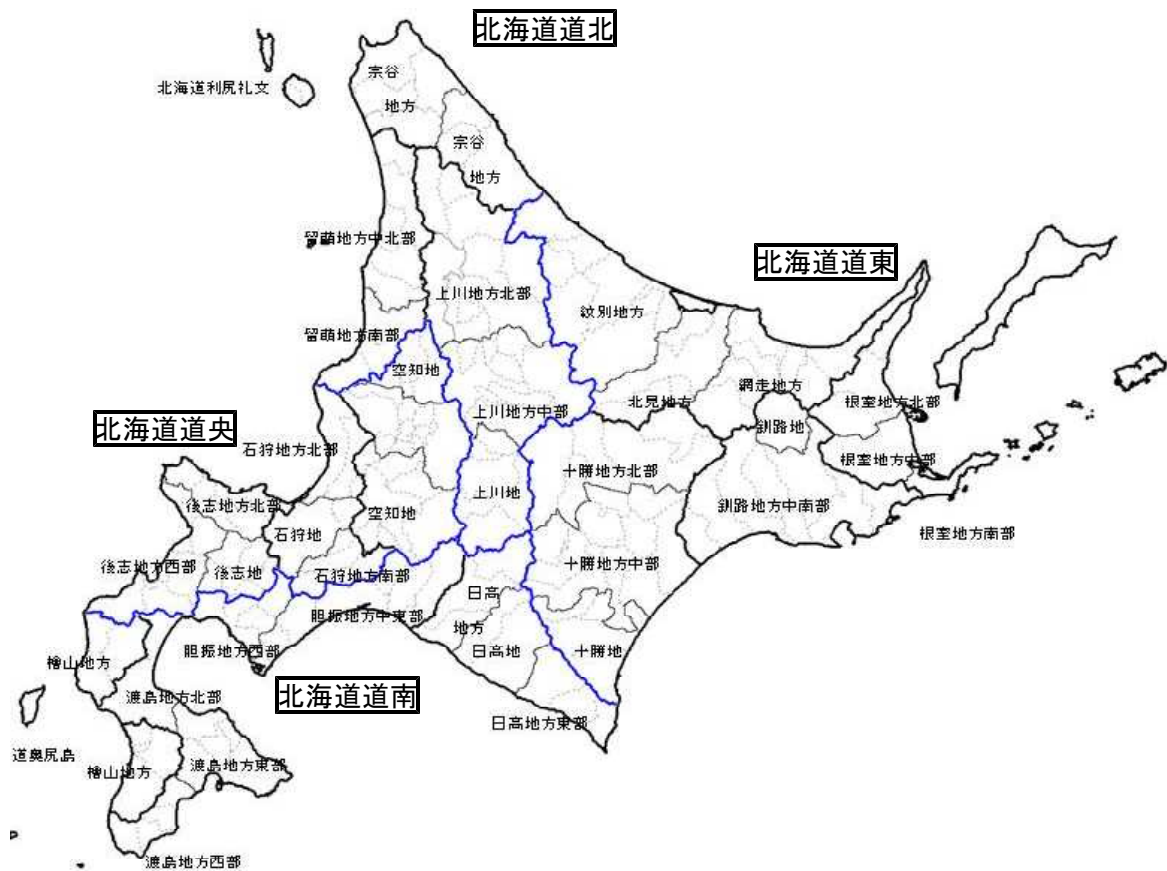 北海道道北
宗谷
地方
北海道利尻礼文
宗谷
地方
留萌地方中北部
北海道道東
上川地方北部
紋別地方
留萌地方南部
空知地
網走地方
北見地方
根室地方北部
上川地方中部
北海道道央
釧路地
石狩地方北部
根室地方中部
十勝地方北部
上川地
後志地方北部
空知地
釧路地方中南部
石狩地
根室地方南部
後志地方西部
後志地
石狩地方南部
十勝地方中部
日高
胆振地方中東部
地方
胆振地方西部
日高地
十勝地
檜山地方
北海道道南
渡島地方北部
日高地方東部
道奥尻島
檜山地方
渡島地方東部
渡島地方西部